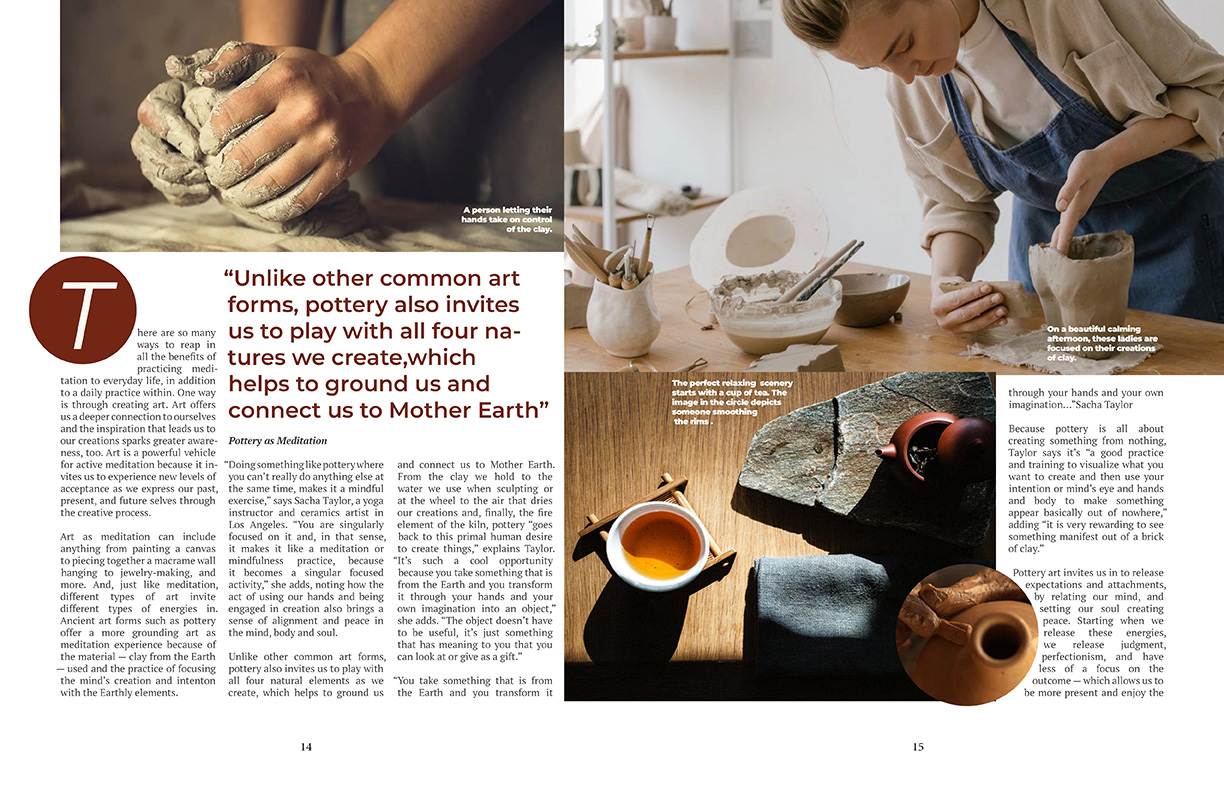 A person letting their
hands take on control
of the clay.
T
here are so many
ways to reap in
all the benefits of
practicing medi-
tation to everyday life, in addition
to a daily practice within. One way
is through creating art. Art offers
us a deeper connection to ourselves
and the inspiration that leads us to
our creations sparks greater aware-
ness, too. Art is a powerful vehicle
for active meditation because it in-
vites us to experience new levels of
acceptance as we express our past,
present, and future selves through
the creative process.
Art as meditation can include
anything from painting a canvas
to piecing together a macrame wall
hanging to jewelry-making, and
more. And, just like meditation,
different types of art invite
different types of energies in.
Ancient art forms such as pottery
offer a more grounding art as
meditation experience because of
the material — clay from the Earth
— used and the practice of focusing
the mind's creation and intenton
with the Earthly elements.
“Unlike other common art
forms, pottery also invites
us to play with all four na-
tures we create,which
helps to ground us and
connect us to Mother Earth”
Pottery as Meditation
“Doing something like pottery where
you can't really do anything else at
the same time, makes it a mindful
exercise,” says Sacha Taylor, a yoga
instructor and ceramics artist in
Los Angeles. “You are singularly
focused on it and, in that sense,
it makes it like a meditation or
mindfulness practice, because
it becomes a singular focused
activity,” she adds, noting how the
act of using our hands and being
engaged in creation also brings a
sense of alignment and peace in
the mind, body and soul.
Unlike other common art forms,
pottery also invites us to play with
all four natural elements as we
create, which helps to ground us
and connect us to Mother Earth.
From the clay we hold to the
water we use when sculpting or
at the wheel to the air that dries
our creations and, finally, the fire
element of the kiln, pottery “goes
back to this primal human desire
to create things,” explains Taylor.
“It's such a cool opportunity
because you take something that is
from the Earth and you transform
it through your hands and your
own imagination into an object,”
she adds. “The object doesn't have
to be useful, it's just something
that has meaning to you that you
can look at or give as a gift.”
“You take something that is from
the Earth and you transform it
14
On a beautiful calming
afternoon, these ladies are
focused on their creations
of clay.
The perfect relaxing scenery
starts with a cup of tea. The
image in the circle depicts
someone smoothing
the rims .
through your hands and your own
imagination...”Sacha Taylor
Because pottery is all about
creating something from nothing,
Taylor says it's “a good practice
and training to visualize what you
want to create and then use your
intention or mind's eye and hands
and body to make something
appear basically out of nowhere,”
adding “it is very rewarding to see
something manifest out of a brick
of clay.”
Pottery art invites us in to release
expectations and attachments,
by relating our mind, and
setting our soul creating
peace. Starting when we
release these energies,
we release judgment,
perfectionism, and have
less of a focus on the
outcome — which allows us to
be more present and enjoy the
15